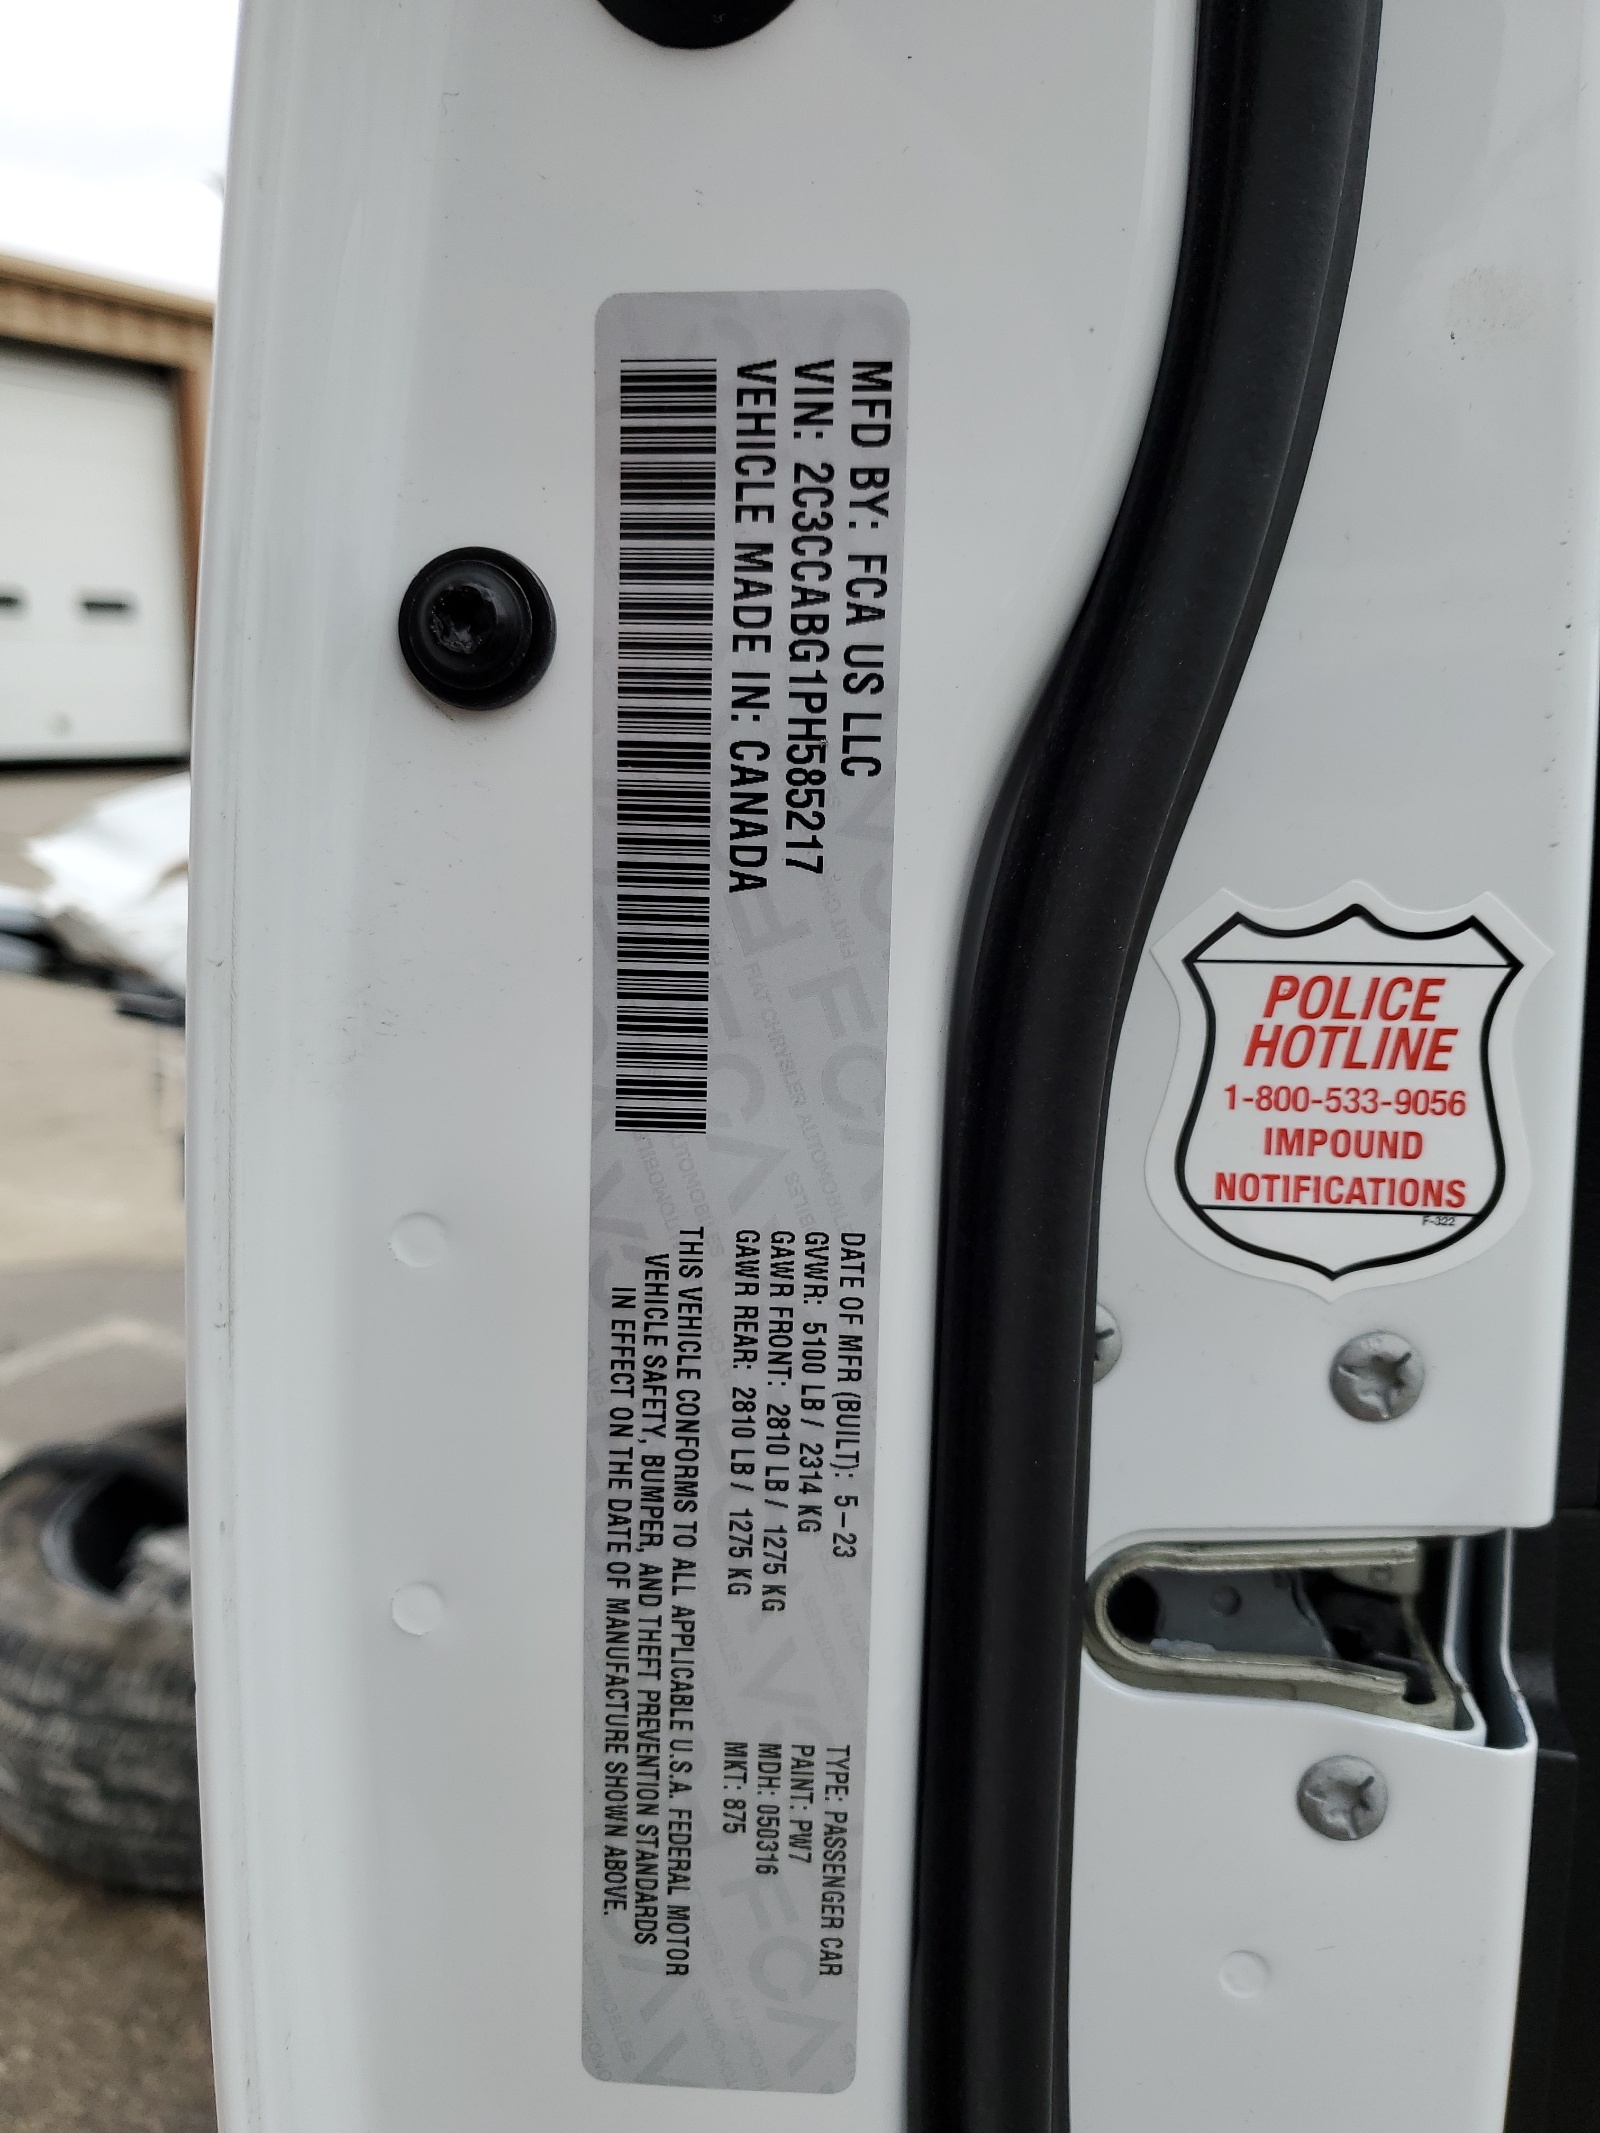 MFD BY: FCA US LLC
VIN: 2C3CCABG1PH585217
VEHICLE MADE IN: CANADA
DATE OF MFR (BUILT): 5-23
GVWR: 5100 LB / 2314 KG
GAWR FRONT: 2810 LB / 1275 KG
GAWR REAR: 2810 LB / 1275 KG
TYPE: PASSENGER CAR
PAINT: PW7
MDH: 050316
MKT: 875
THIS VEHICLE CONFORMS TO ALL APPLICABLE U.S.A. FEDERAL MOTOR
VEHICLE SAFETY, BUMPER, AND THEFT PREVENTION STANDARDS
IN EFFECT ON THE DATE OF MANUFACTURE SHOWN ABOVE.
FCA
FIAT CHRYSLER AUTOMOBILES
POLICE
HOTLINE
1-800-533-9056
IMPOUND
NOTIFICATIONS
F-322